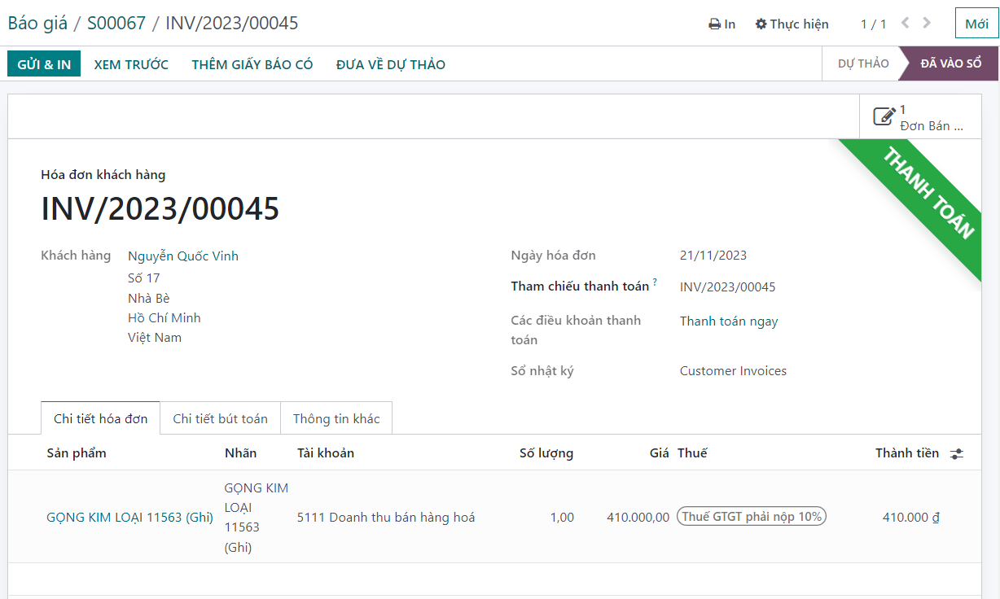 Báo giá / S00067 / INV/2023/00045
In
Thực hiện
1 / 1
Mới
GỬI & IN
XEM TRƯỚC
THÊM GIẤY BÁO CÓ
ĐƯA VỀ DỰ THẢO
DỰ THẢO
ĐÃ VÀO SỔ
1
Đơn Bán ...
THANH TOÁN
Hóa đơn khách hàng
INV/2023/00045
Khách hàng
Nguyễn Quốc Vinh
Số 17
Nhà Bè
Hồ Chí Minh
Việt Nam
Ngày hóa đơn
21/11/2023
Tham chiếu thanh toán ?
INV/2023/00045
Các điều khoản thanh
toán
Thanh toán ngay
Sổ nhật ký
Customer Invoices
Chi tiết hóa đơn
Chi tiết bút toán
Thông tin khác
Sản phẩm
Nhãn
Tài khoản
Số lượng
Giá
Thuế
Thành tiền
GỌNG KIM LOẠI 11563 (Ghi)
GỌNG KIM
LOẠI
11563
(Ghi)
5111 Doanh thu bán hàng hoá
1,00
410.000,00
Thuế GTGT phải nộp 10%
410.000 ₫